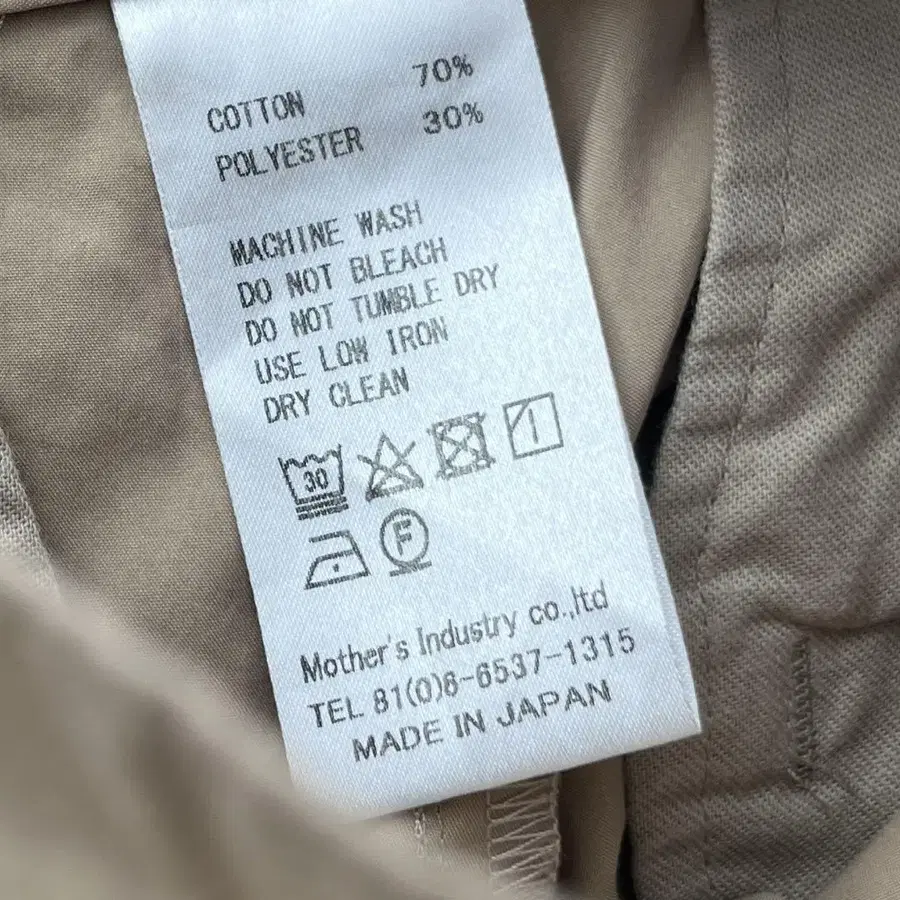 COTTON 70%
POLYESTER 30%
MACHINE WASH
DO NOT BLEACH
DO NOT TUMBLE DRY
USE LOW IRON
DRY CLEAN
30
F
Mother's Industry co.,ltd
TEL 81(0)6-6537-1315
MADE IN JAPAN